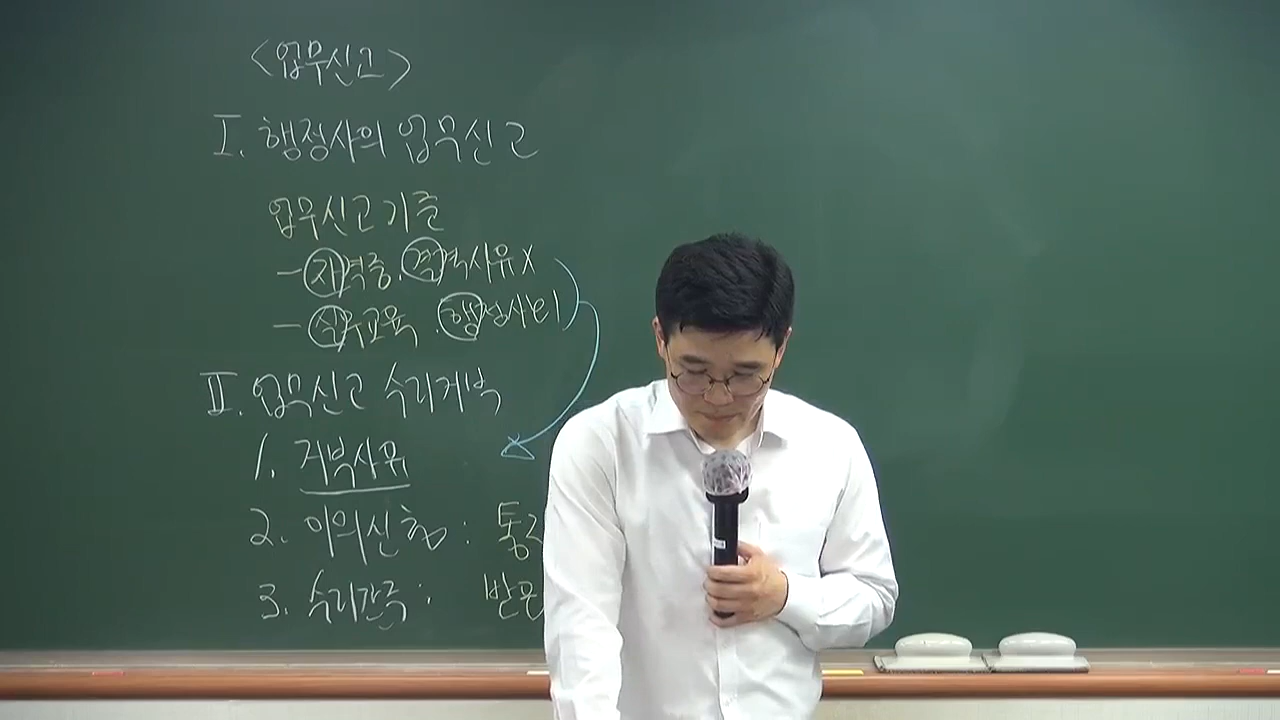 <업무신고>
I. 행정사의 업무신고
업무신고기준
- 자격증, 결격사유 X
- 실무교육, 행정사회
II. 업무신고 수리거부
1. 거부사유
2. 이의신청 : 통
3. 수리간주 :